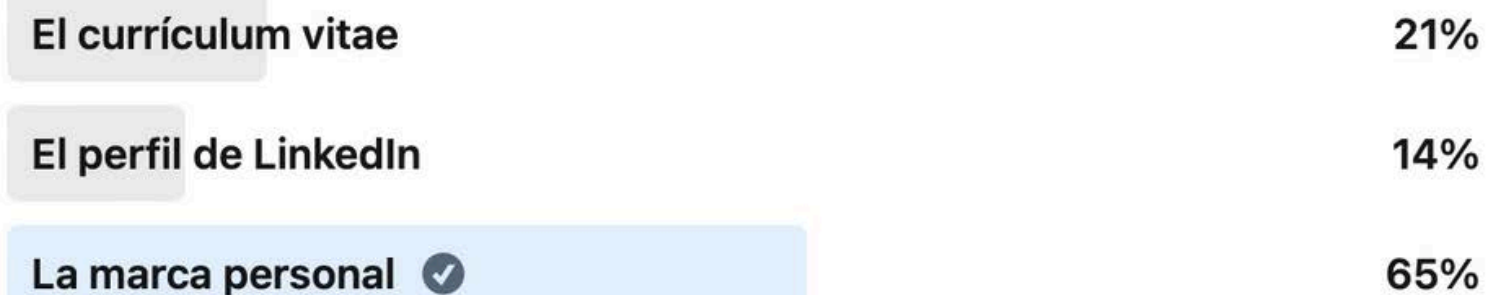 El currículum vitae 21%
El perfil de LinkedIn 14%
La marca personal 65%